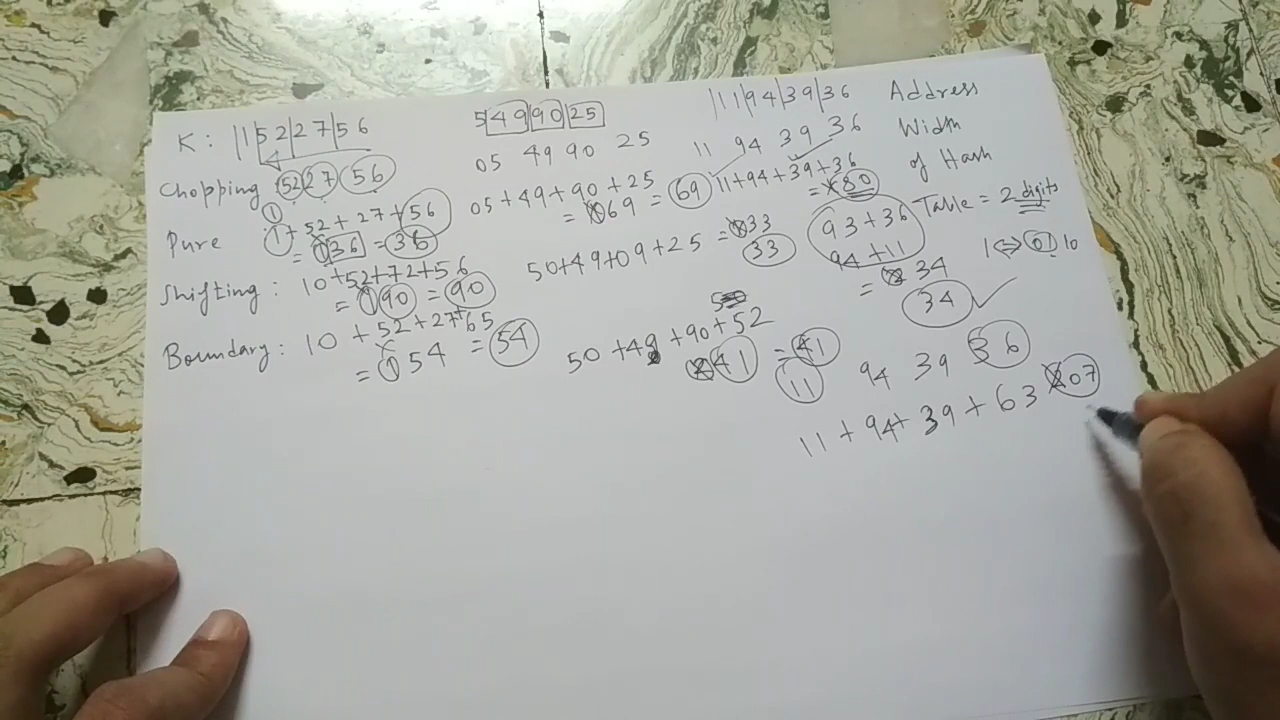 K: 1|52|27|56
Chopping 52 27 56
1
Pure 1 + 52 + 27 + 56
= 136 = 36
Shifting: 10+52+72+56
= 190 = 90
Boundary: 10 + 52 + 27 + 65
= 154 = 54
5 49 90 25
05 49 90 25
05+49+90+25
= 169 = 69
50+49+09+25 = 133
33
50 + 49 + 90 + 52
241 = 41
11
11|94|39|36
11 94 39 36
11+94+39+36
= 180
93+36
94+11
= 234
34
94 39 36
11 + 94 + 39 + 63 207
Address
Width
of Hash
Table = 2 digits
1 ⇔ 01 10